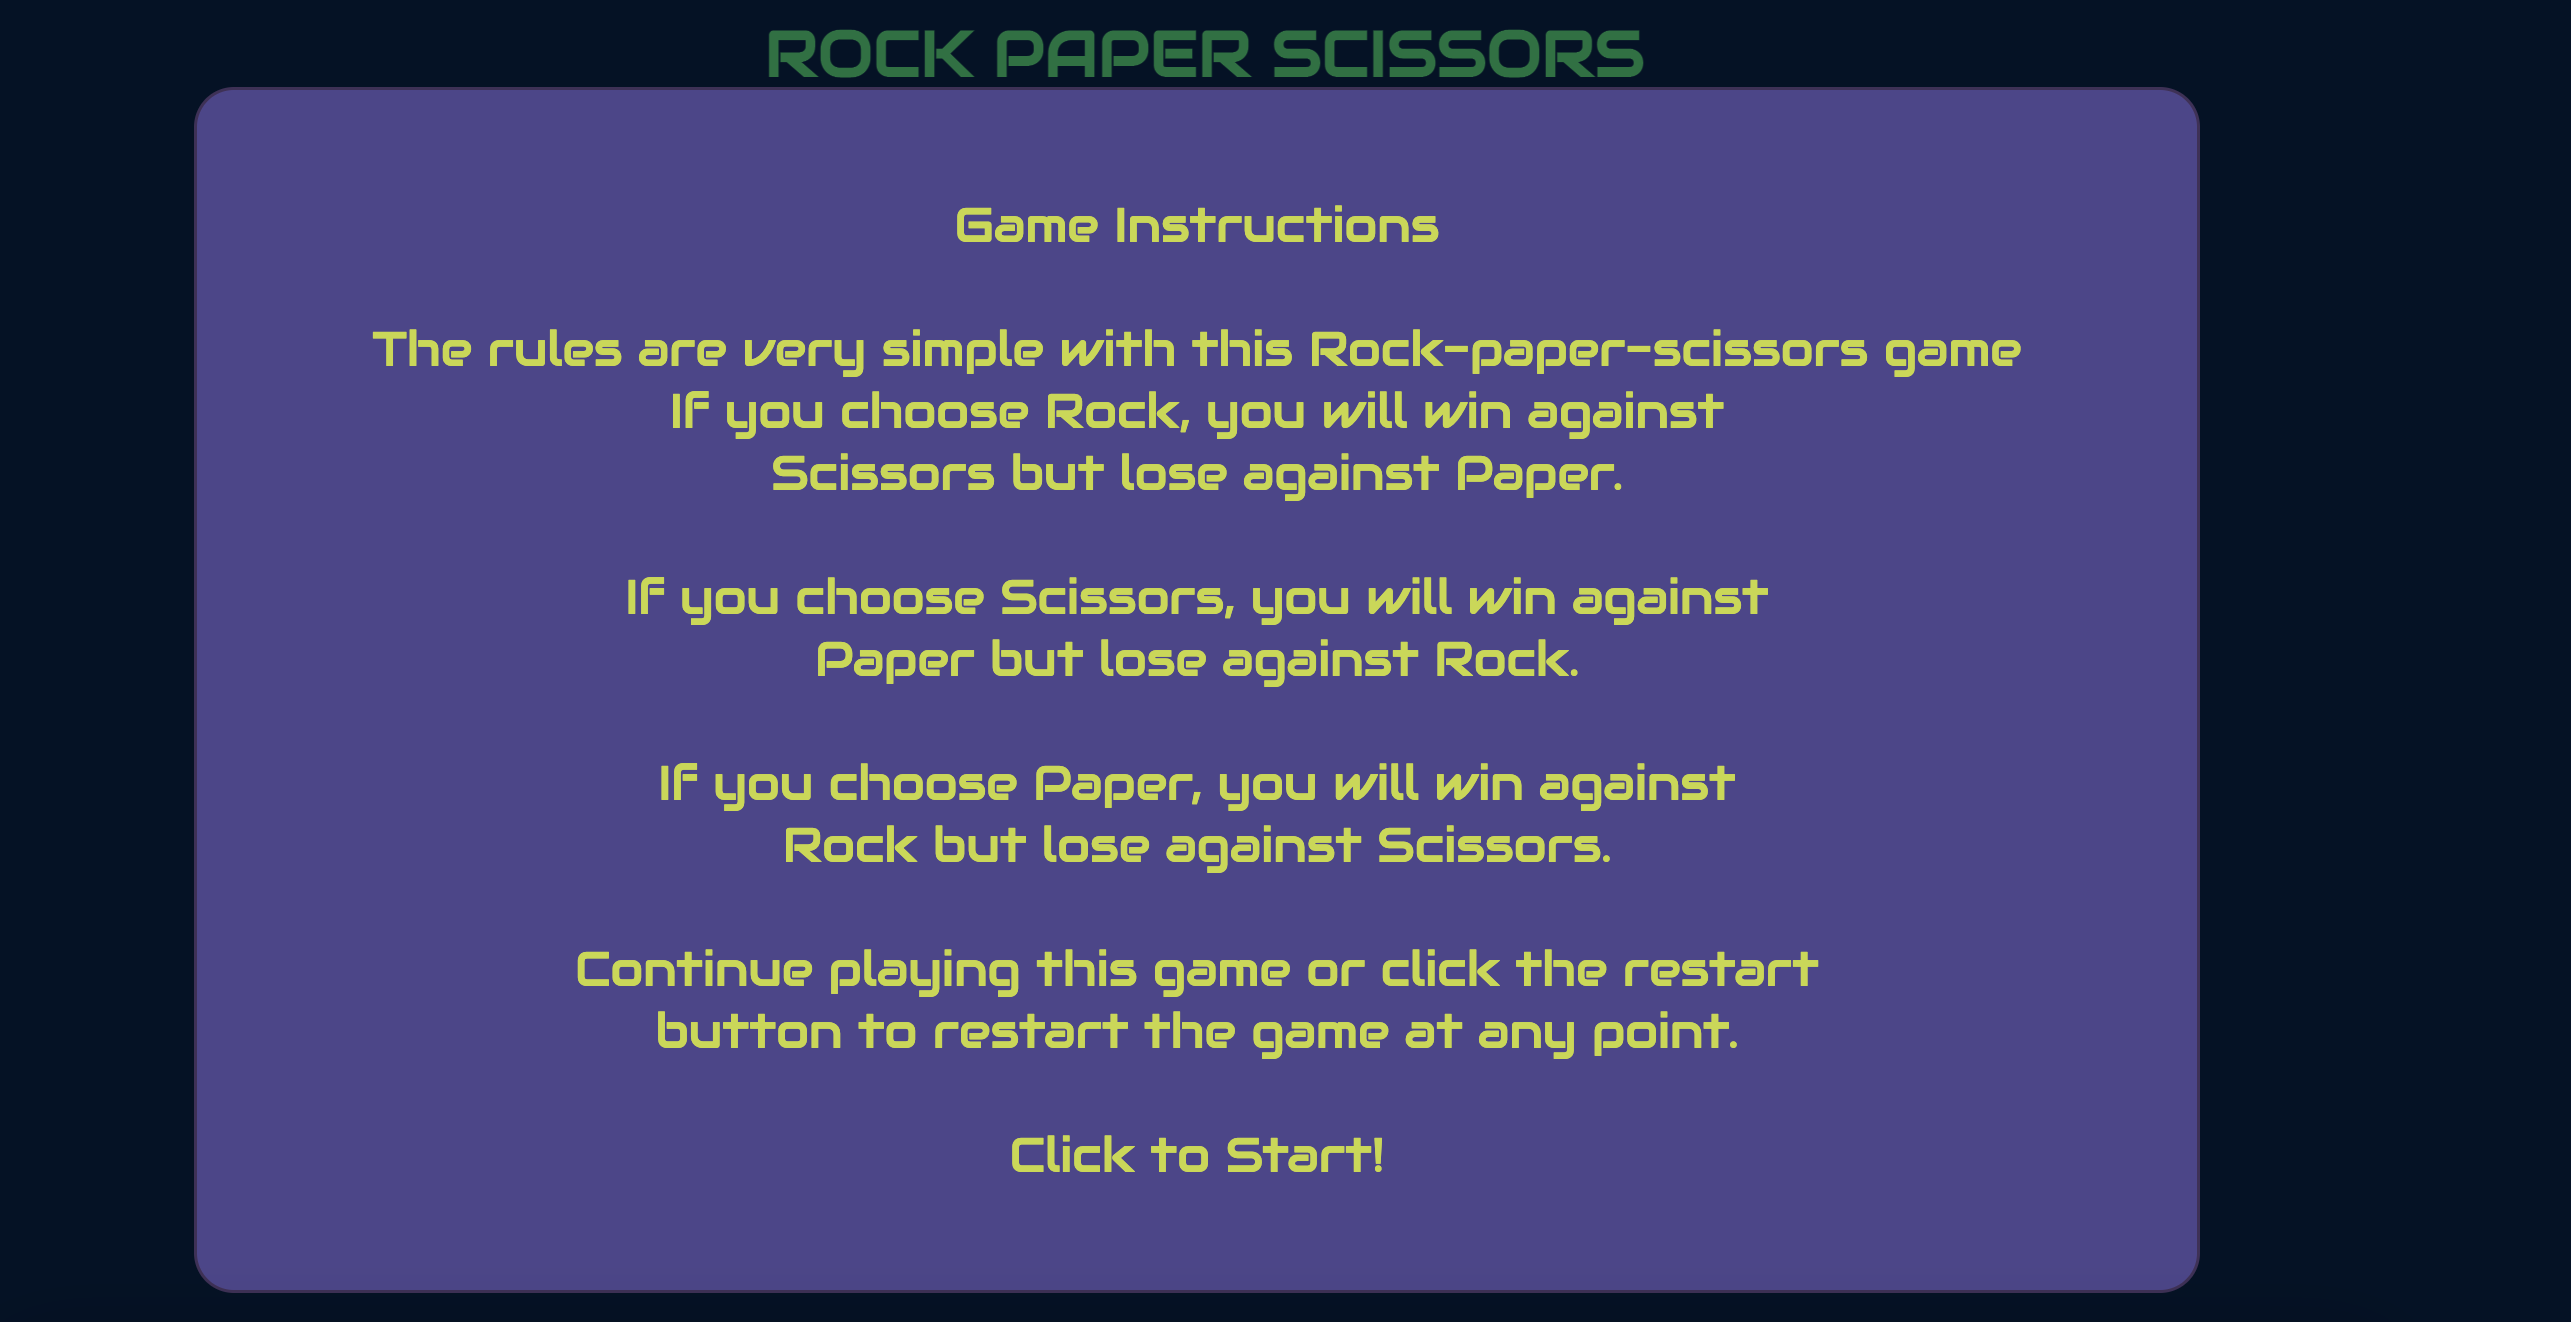 ROCK PAPER SCISSORS
Game Instructions
The rules are very simple with this Rock-paper-scissors game
If you choose Rock, you will win against
Scissors but lose against Paper.
If you choose Scissors, you will win against
Paper but lose against Rock.
If you choose Paper, you will win against
Rock but lose against Scissors.
Continue playing this game or click the restart
button to restart the game at any point.
Click to Start!